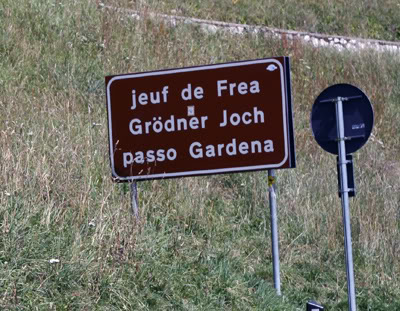 jeuf de Frea
Grödner Joch
passo Gardena